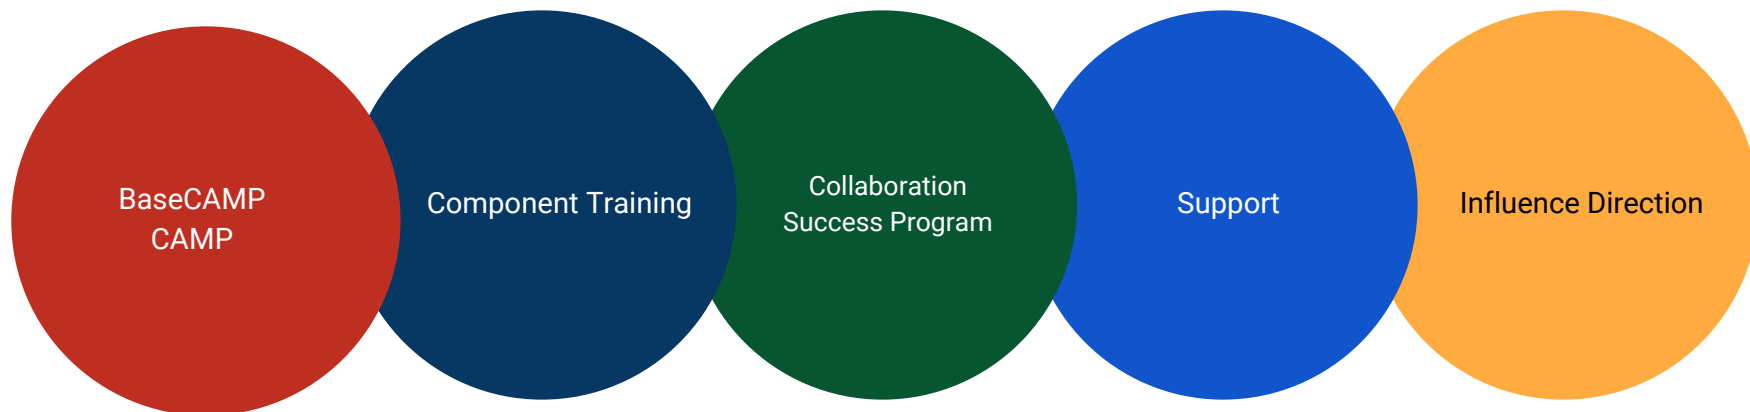 BaseCAMP
CAMP
Component Training
Collaboration
Success Program
Support
Influence Direction